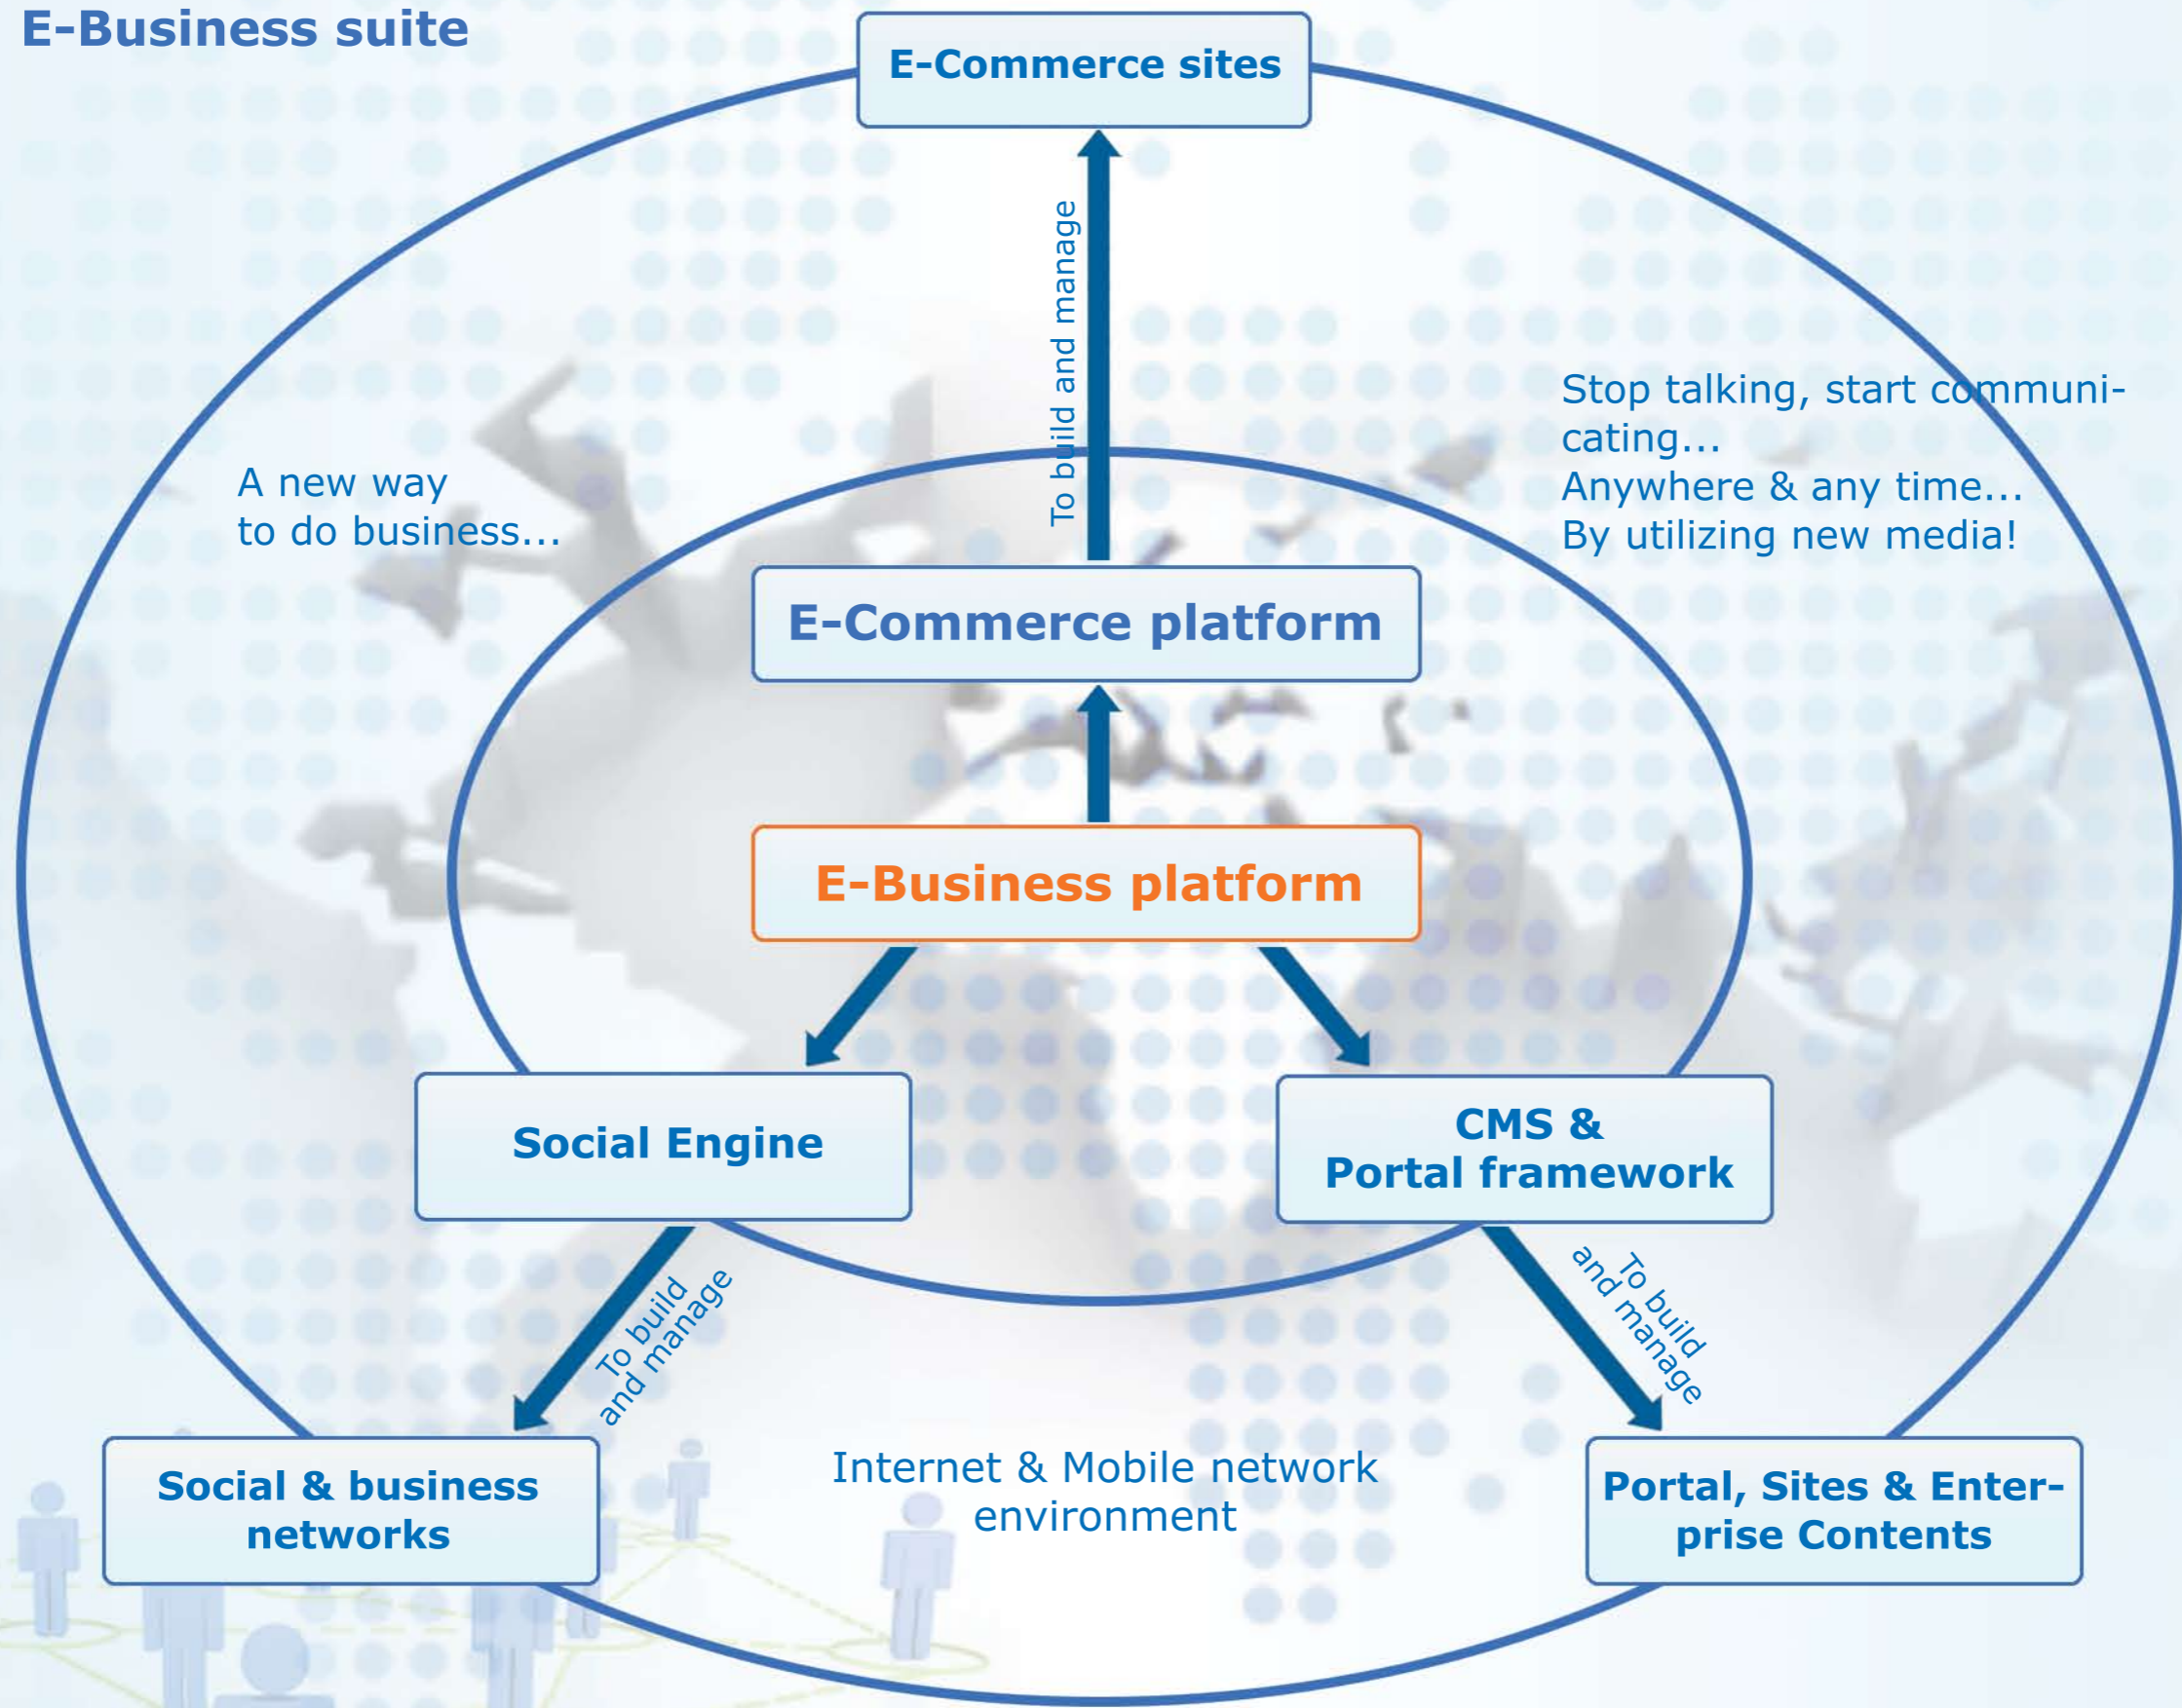 E-Business suite
E-Commerce sites
To build and manage
A new way
to do business...
Stop talking, start communi-
cating...
Anywhere & any time...
By utilizing new media!
E-Commerce platform
E-Business platform
Social Engine
CMS &
Portal framework
To build
and manage
To build
and manage
Social & business
networks
Internet & Mobile network
environment
Portal, Sites & Enter-
prise Contents